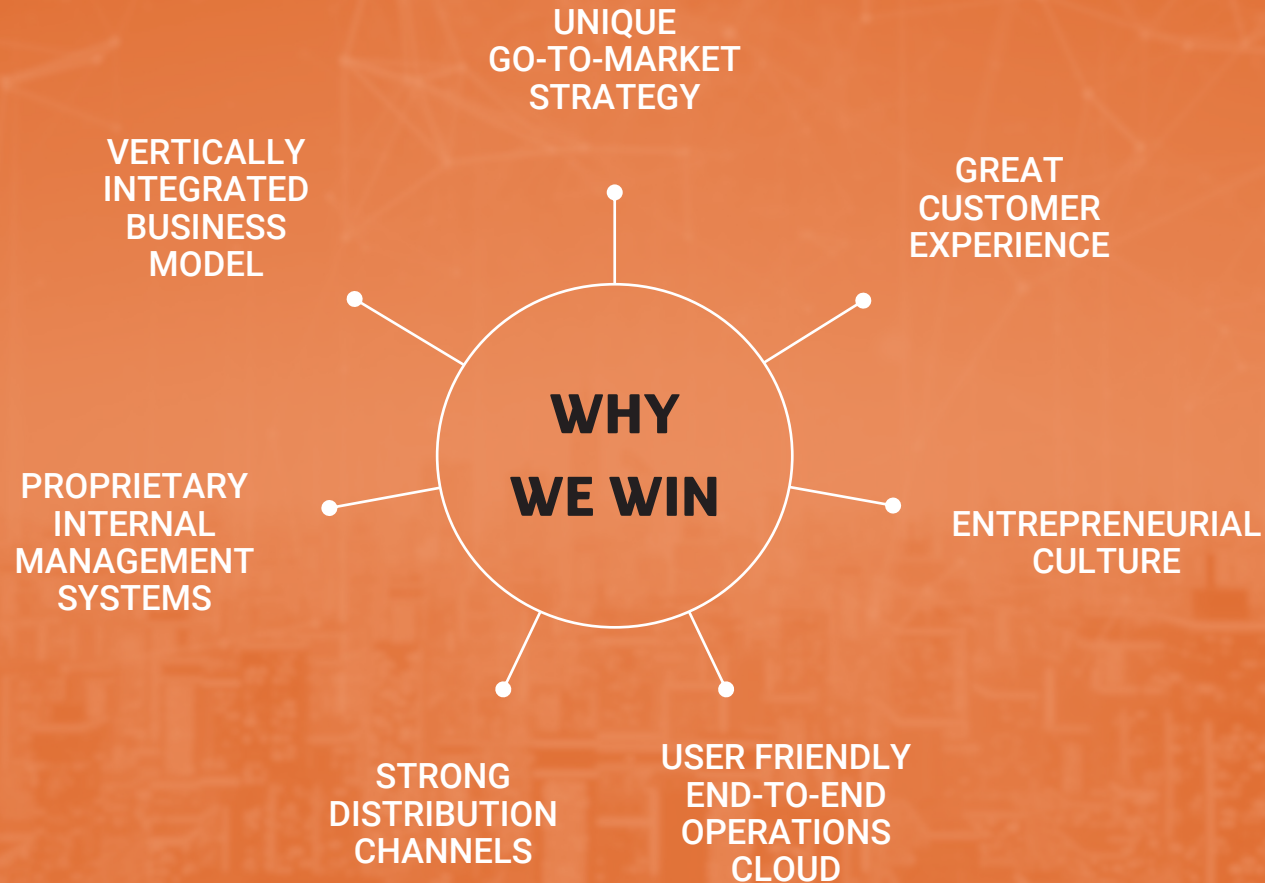 UNIQUE
GO-TO-MARKET
STRATEGY
GREAT
CUSTOMER
EXPERIENCE
ENTREPRENEURIAL
CULTURE
USER FRIENDLY
END-TO-END
OPERATIONS
CLOUD
STRONG
DISTRIBUTION
CHANNELS
PROPRIETARY
INTERNAL
MANAGEMENT
SYSTEMS
VERTICALLY
INTEGRATED
BUSINESS
MODEL
WHY
WE WIN